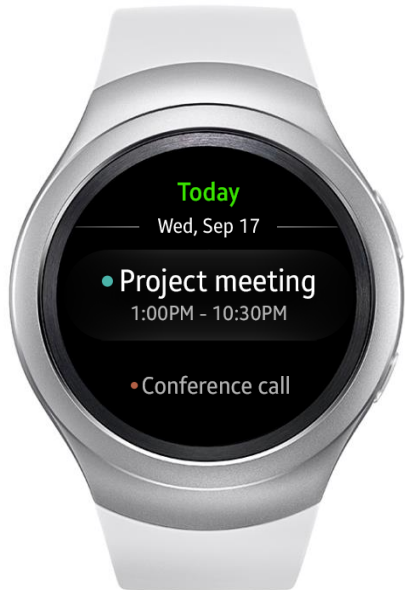 Today
Wed, Sep 17
Project meeting
1:00PM - 10:30PM
Conference call